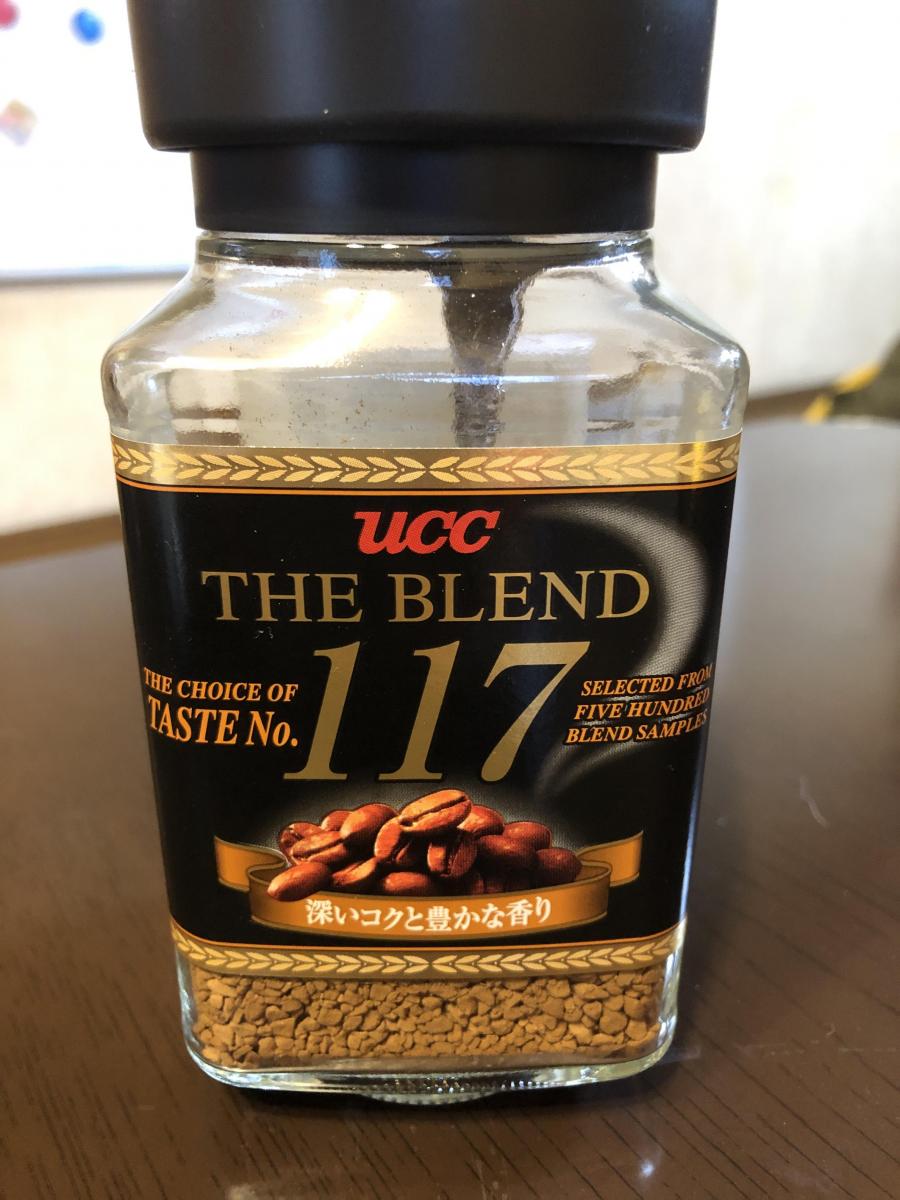 UCC
THE BLEND
117
THE CHOICE OF
TASTE No.
SELECTED FROM
FIVE HUNDRED
BLEND SAMPLES
深いコクと豊かな香り